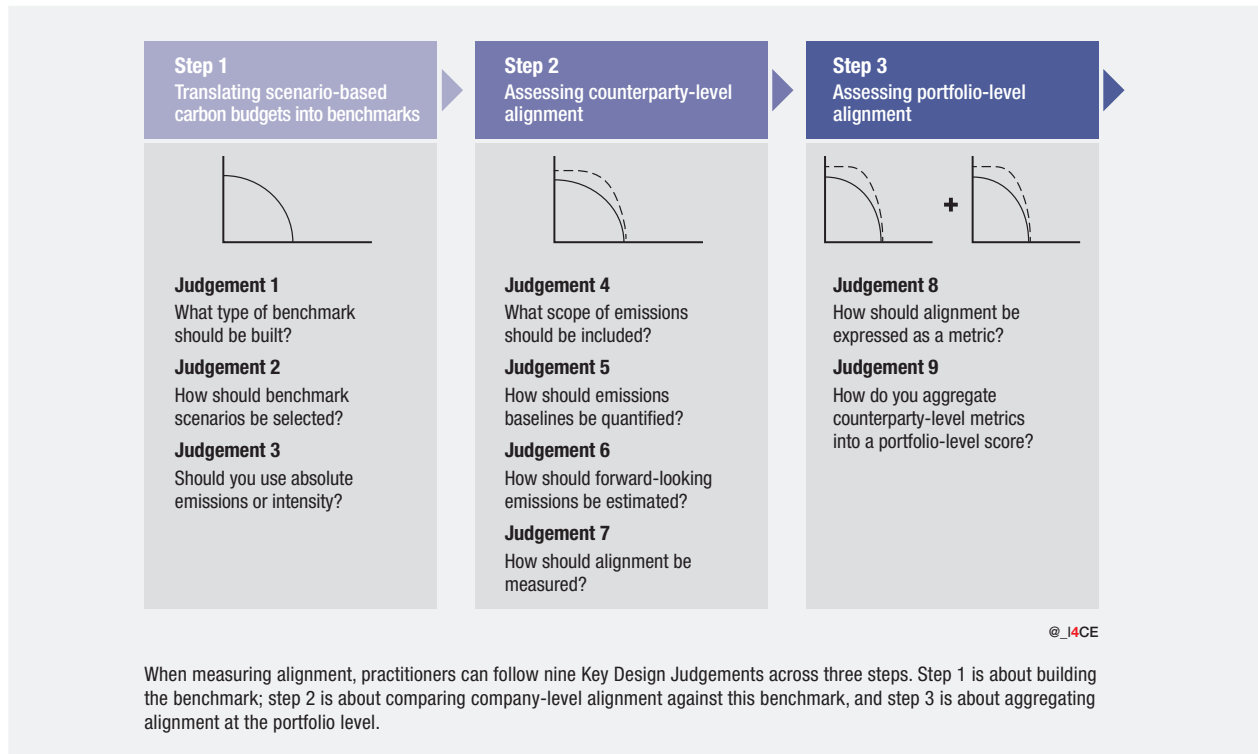 Step 1
Translating scenario-based
carbon budgets into benchmarks
Judgement 1
What type of benchmark
should be built?
Judgement 2
How should benchmark
scenarios be selected?
Judgement 3
Should you use absolute
emissions or intensity?
Step 2
Assessing counterparty-level
alignment
Judgement 4
What scope of emissions
should be included?
Judgement 5
How should emissions
baselines be quantified?
Judgement 6
How should forward-looking
emissions be estimated?
Judgement 7
How should alignment be
measured?
Step 3
Assessing portfolio-level
alignment
+
Judgement 8
How should alignment be
expressed as a metric?
Judgement 9
How do you aggregate
counterparty-level metrics
into a portfolio-level score?
@_I4CE
When measuring alignment, practitioners can follow nine Key Design Judgements across three steps. Step 1 is about building
the benchmark; step 2 is about comparing company-level alignment against this benchmark, and step 3 is about aggregating
alignment at the portfolio level.